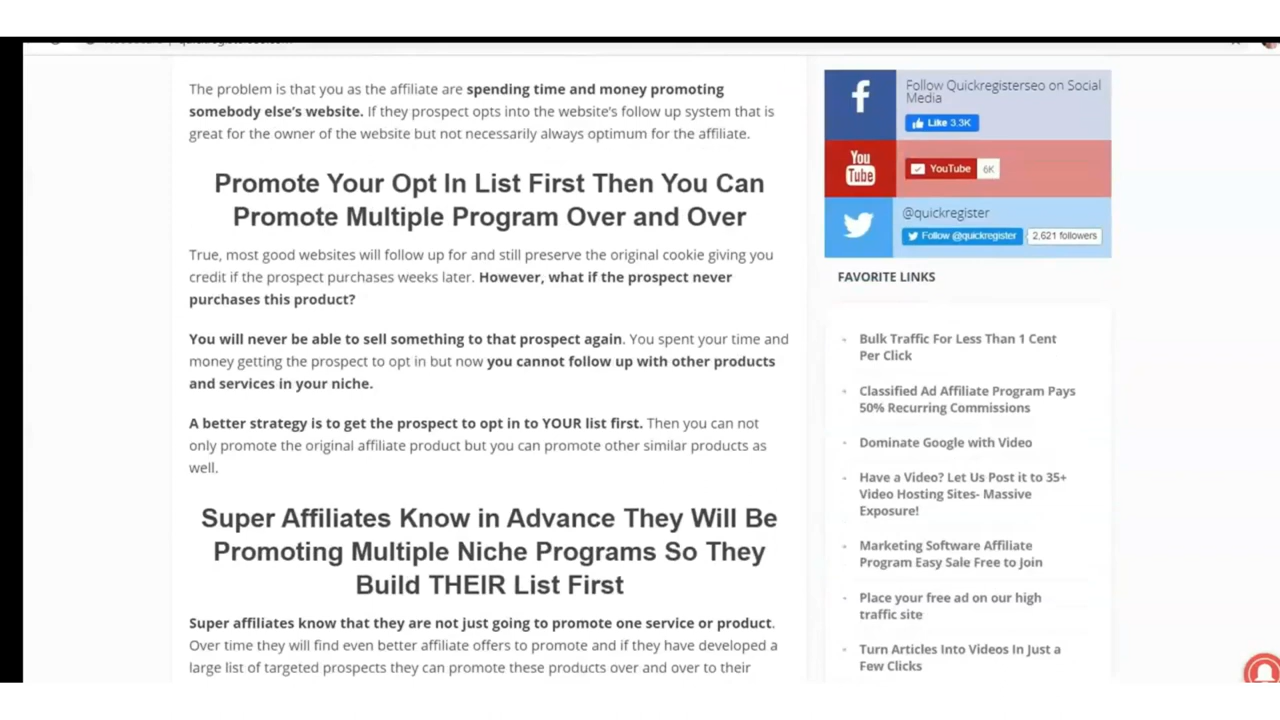 The problem is that you as the affiliate are spending time and money promoting
somebody else's website. If they prospect opts into the website's follow up system that is
great for the owner of the website but not necessarily always optimum for the affiliate.
Promote Your Opt In List First Then You Can
Promote Multiple Program Over and Over
True, most good websites will follow up for and still preserve the original cookie giving you
credit if the prospect purchases weeks later. However, what if the prospect never
purchases this product?
You will never be able to sell something to that prospect again. You spent your time and
money getting the prospect to opt in but now you cannot follow up with other products
and services in your niche.
A better strategy is to get the prospect to opt in to YOUR list first. Then you can not
only promote the original affiliate product but you can promote other similar products as
well.
Super Affiliates Know in Advance They Will Be
Promoting Multiple Niche Programs So They
Build THEIR List First
Super affiliates know that they are not just going to promote one service or product.
Over time they will find even better affiliate offers to promote and if they have developed a
large list of targeted prospects they can promote these products over and over to their
f
Follow Quickregisterseo on Social
Media
Like 3.3K
You
Tube
YouTube 6K
@quickregister
Follow @quickregister 2,621 followers
FAVORITE LINKS
Bulk Traffic For Less Than 1 Cent
Per Click
Classified Ad Affiliate Program Pays
50% Recurring Commissions
Dominate Google with Video
Have a Video? Let Us Post it to 35+
Video Hosting Sites- Massive
Exposure!
Marketing Software Affiliate
Program Easy Sale Free to Join
Place your free ad on our high
traffic site
Turn Articles Into Videos In Just a
Few Clicks